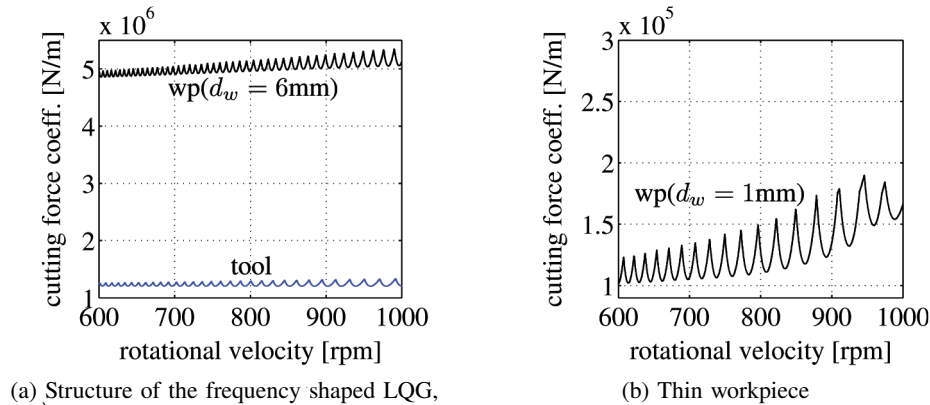 x 10^6
5
4
3
2
1
cutting force coeff. [N/m]
wp(d_w = 6mm)
tool
600 700 800 900 1000
rotational velocity [rpm]
(a) Structure of the frequency shaped LQG,
x 10^5
3
2.5
2
1.5
1
cutting force coeff. [N/m]
wp(d_w = 1mm)
600 700 800 900 1000
rotational velocity [rpm]
(b) Thin workpiece